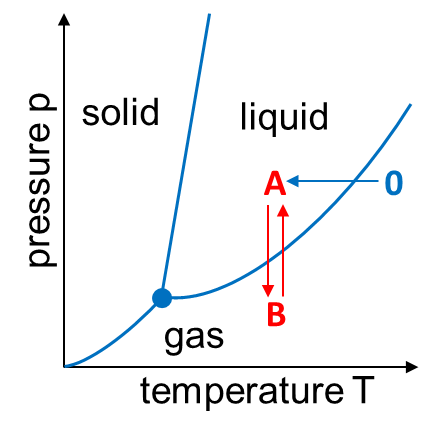 solid
liquid
A
0
B
gas
pressure p
temperature T